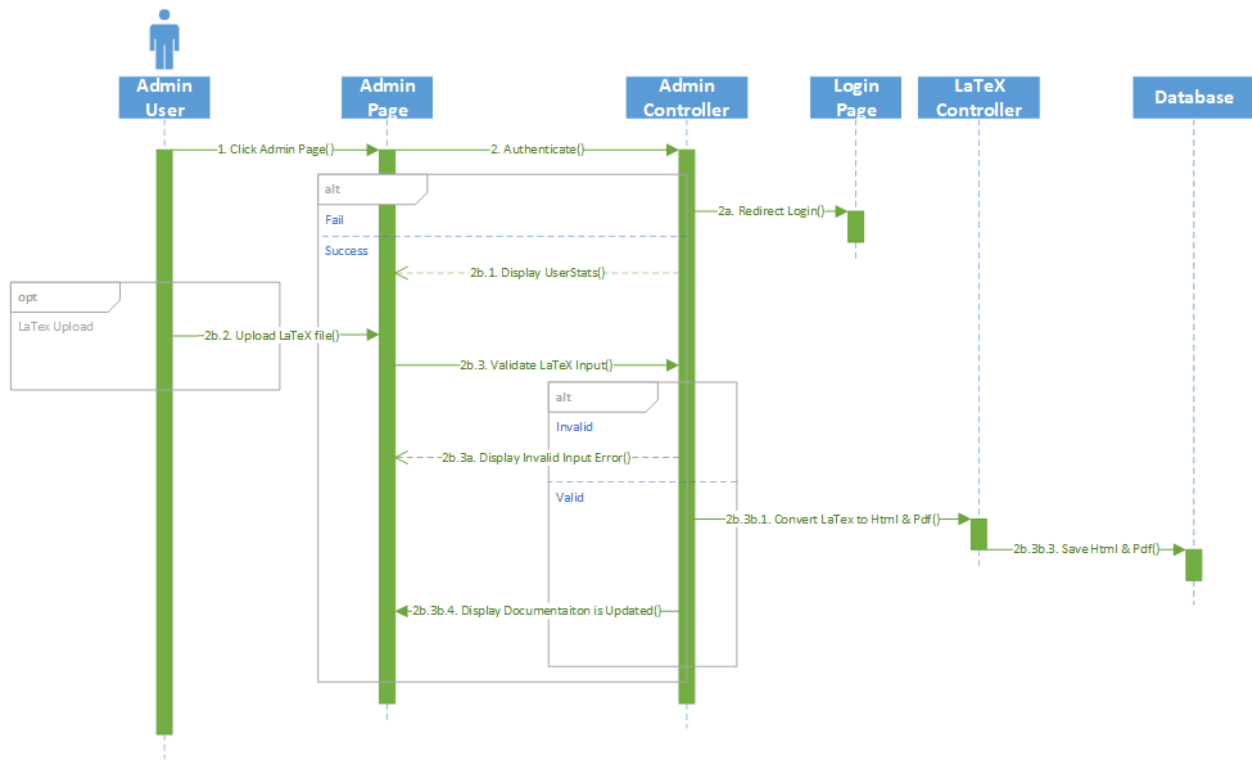 Admin
User
Admin
Page
Admin
Controller
Login
Page
LaTeX
Controller
Database
1. Click Admin Page()
2. Authenticate()
alt
Fail
2a. Redirect Login()
Success
2b.1. Display UserStats()
opt
LaTex Upload
2b.2. Upload LaTeX file()
2b.3. Validate LaTeX Input()
alt
Invalid
2b.3a. Display Invalid Input Error()
Valid
2b.3b.1. Convert LaTex to Html & Pdf()
2b.3b.3. Save Html & Pdf()
2b.3b.4. Display Documentaiton is Updated()